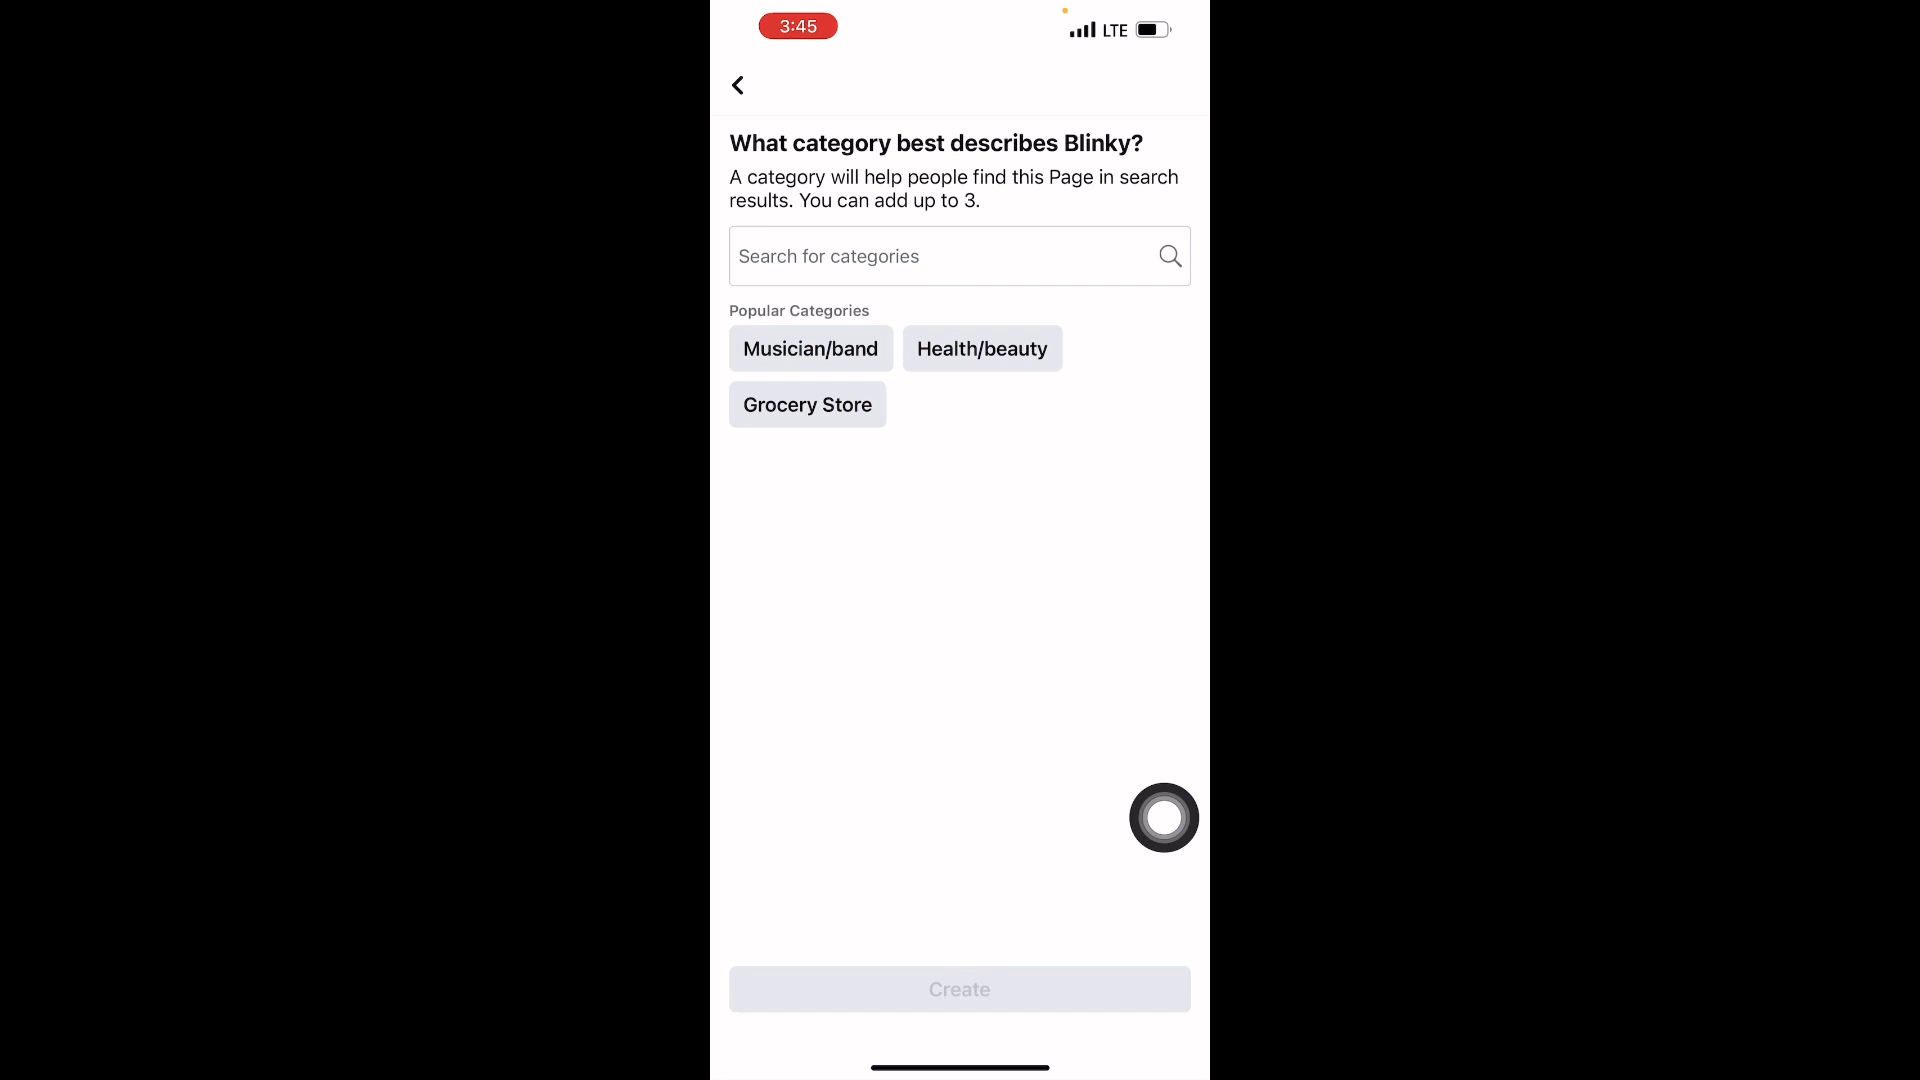 3:45
LTE
What category best describes Blinky?
A category will help people find this Page in search
results. You can add up to 3.
Search for categories
Popular Categories
Musician/band
Health/beauty
Grocery Store
Create